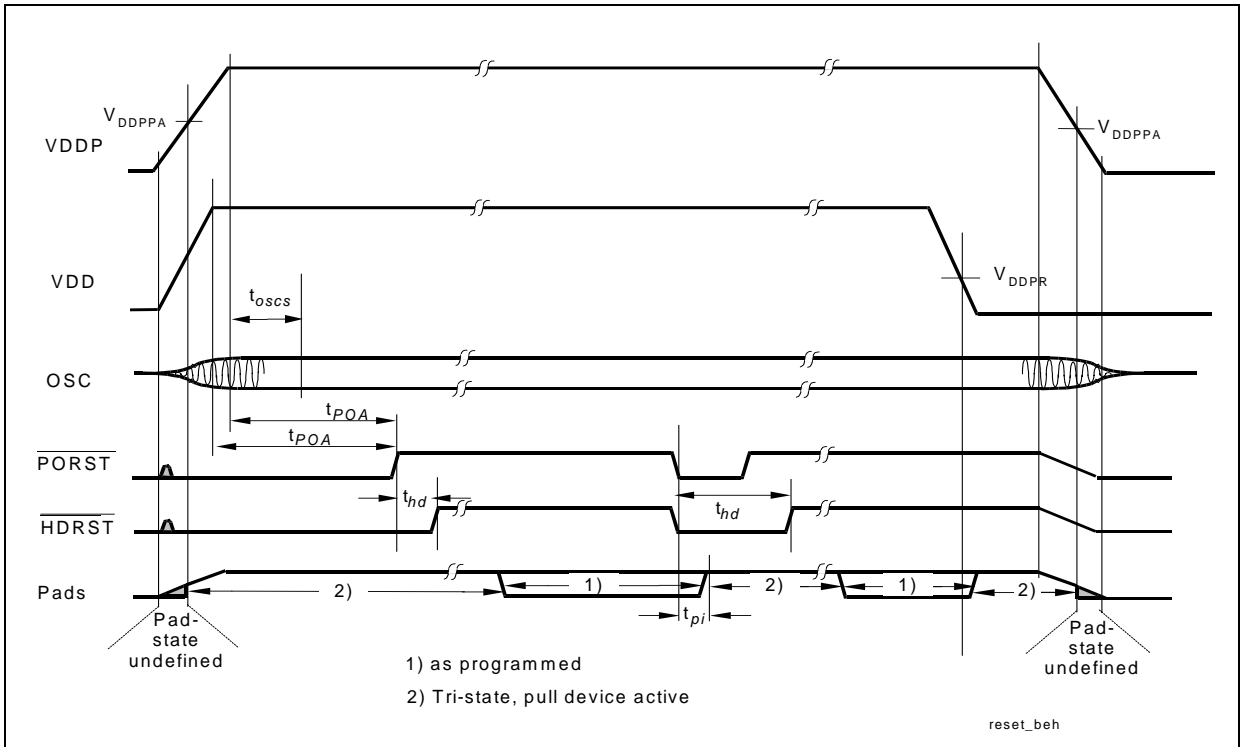 VDDPPA
VDDPPA
VDDP
VDD
VDDPR
toscs
OSC
tPOA
tPOA
PORST
thd
thd
HDRST
Pads
2)
1)
2)
1)
2)
tpi
Pad-
state
undefined
Pad-
state
undefined
1) as programmed
2) Tri-state, pull device active
reset_beh